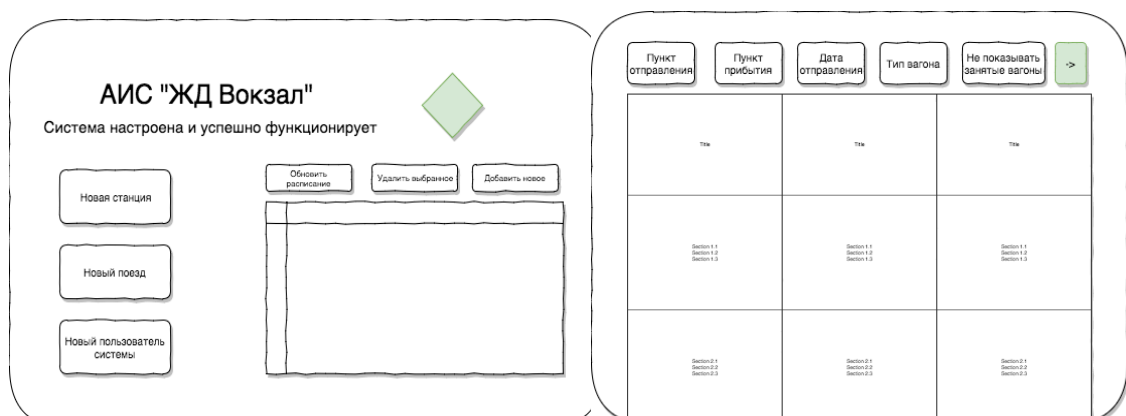 АИС "ЖД Вокзал"
Система настроена и успешно функционирует
Новая станция
Новый поезд
Новый пользователь
системы
Обновить
расписание
Удалить выбранное
Добавить новое
Пункт
отправления
Пункт
прибытия
Дата
отправления
Тип вагона
Не показывать
занятые вагоны
->
Title
Title
Title
Section 1.1
Section 1.2
Section 1.3
Section 1.1
Section 1.2
Section 1.3
Section 1.1
Section 1.2
Section 1.3
Section 2.1
Section 2.2
Section 2.3
Section 2.1
Section 2.2
Section 2.3
Section 2.1
Section 2.2
Section 2.3